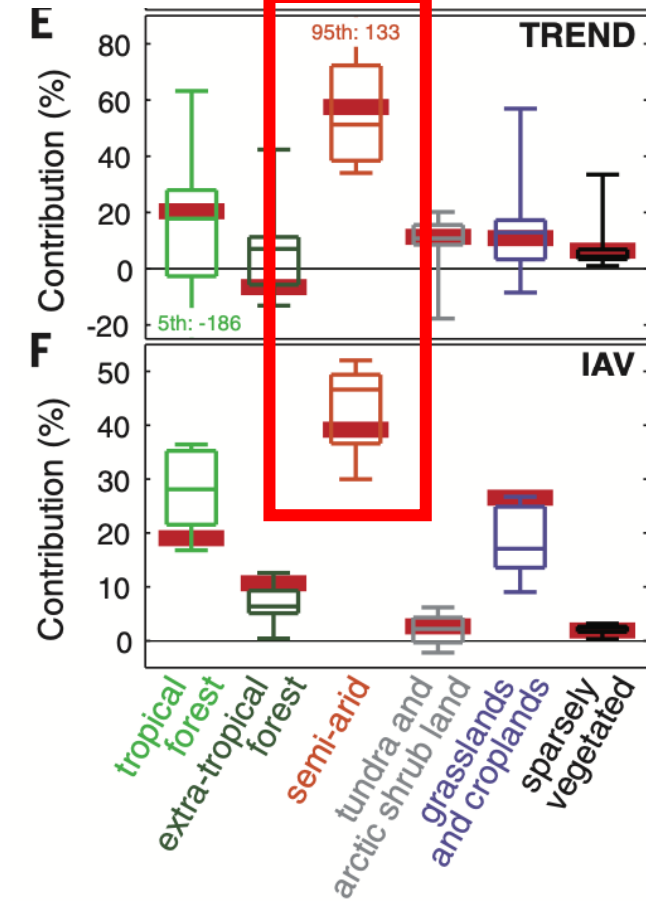 E
TREND
Contribution (%)
80
60
40
20
0
-20
95th: 133
5th: -186
F
IAV
Contribution (%)
50
40
30
20
10
0
tropical
forest
extra-tropical
forest
semi-arid
tundra and
arctic shrub land
grasslands
and croplands
sparsely
vegetated